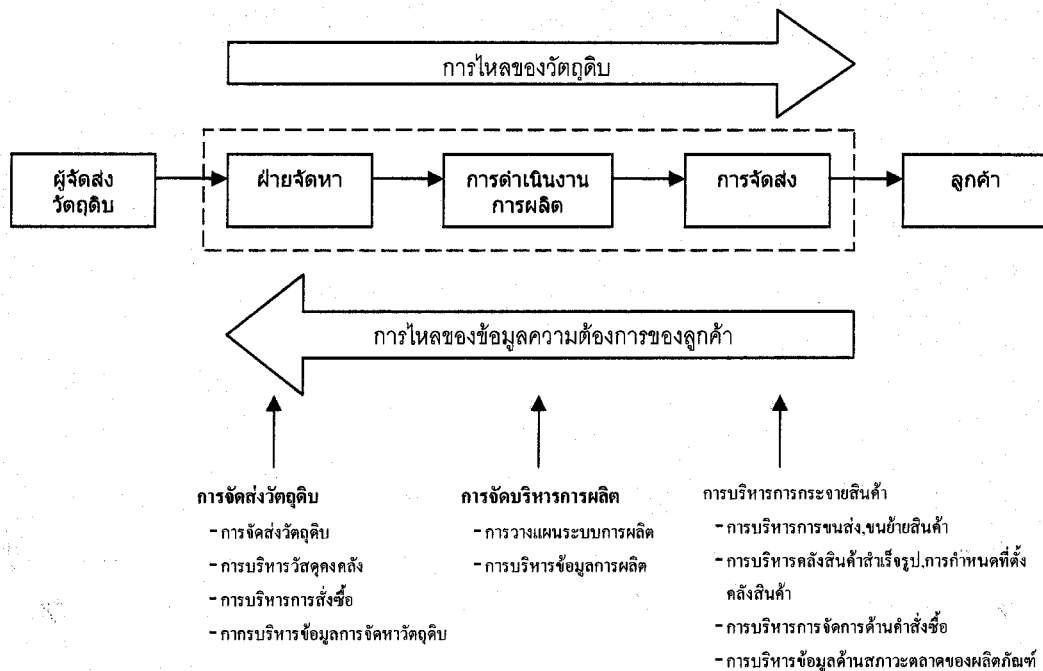 การไหลของวัตถุดิบ
ผู้จัดส่ง
วัตถุดิบ
ฝ่ายจัดหา
การดำเนินงาน
การผลิต
การจัดส่ง
ลูกค้า
การไหลของข้อมูลความต้องการของลูกค้า
การจัดส่งวัตถุดิบ
- การจัดส่งวัตถุดิบ
- การบริหารวัสดุคงคลัง
- การบริหารการสั่งซื้อ
- กากรบริหารข้อมูลการจัดหาวัตถุดิบ
การจัดบริหารการผลิต
- การวางแผนระบบการผลิต
- การบริหารข้อมูลการผลิต
การบริหารการกระจายสินค้า
- การบริหารการขนส่ง,ขนย้ายสินค้า
- การบริหารคลังสินค้าสำเร็จรูป,การกำหนดที่ตั้ง
คลังสินค้า
- การบริหารการจัดการด้านคำสั่งซื้อ
- การบริหารข้อมูลด้านสภาวะตลาดของผลิตภัณฑ์